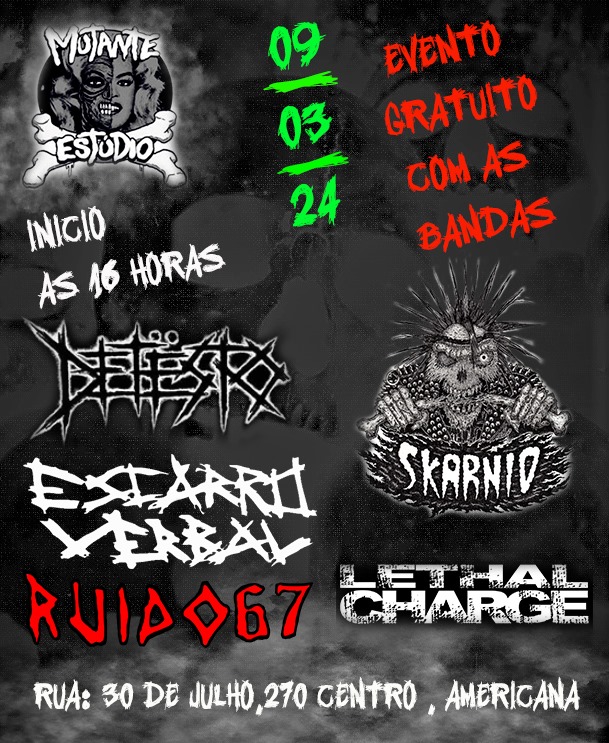 MUTANTE
ESTÚDIO
09
03
24
EVENTO
GRATUITO
COM AS
BANDAS
INICIO
AS 16 HORAS
DETËSTO
SKARNIO
ESCARRO
VERBAL
RUIDO67
LETHAL
CHARGE
RUA: 30 DE JULHO,270 CENTRO , AMERICANA